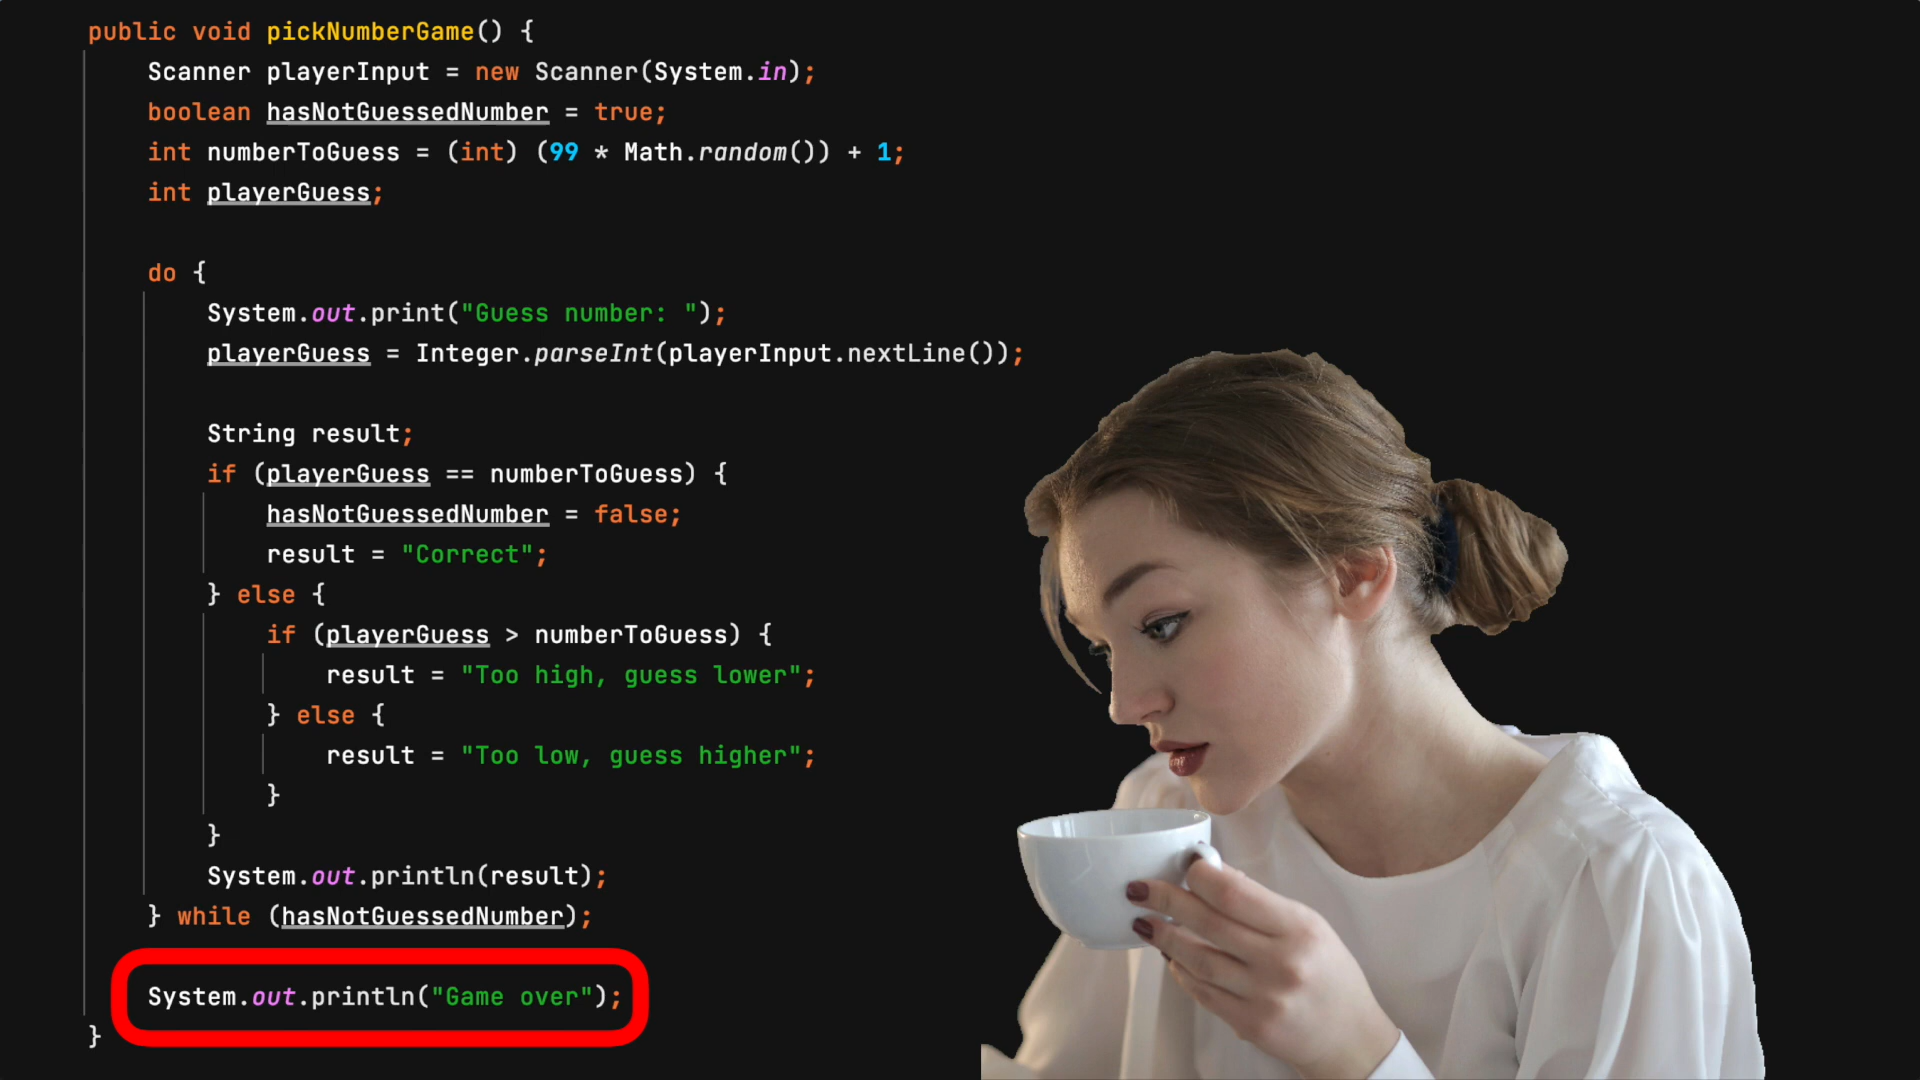 public void pickNumberGame() {
Scanner playerInput = new Scanner(System.in);
boolean hasNotGuessedNumber = true;
int numberToGuess = (int) (99 * Math.random()) + 1;
int playerGuess;
do {
System.out.print("Guess number: ");
playerGuess = Integer.parseInt(playerInput.nextLine());
String result;
if (playerGuess == numberToGuess) {
hasNotGuessedNumber = false;
result = "Correct";
} else {
if (playerGuess > numberToGuess) {
result = "Too high, guess lower";
} else {
result = "Too low, guess higher";
}
}
System.out.println(result);
} while (hasNotGuessedNumber);
System.out.println("Game over");
}